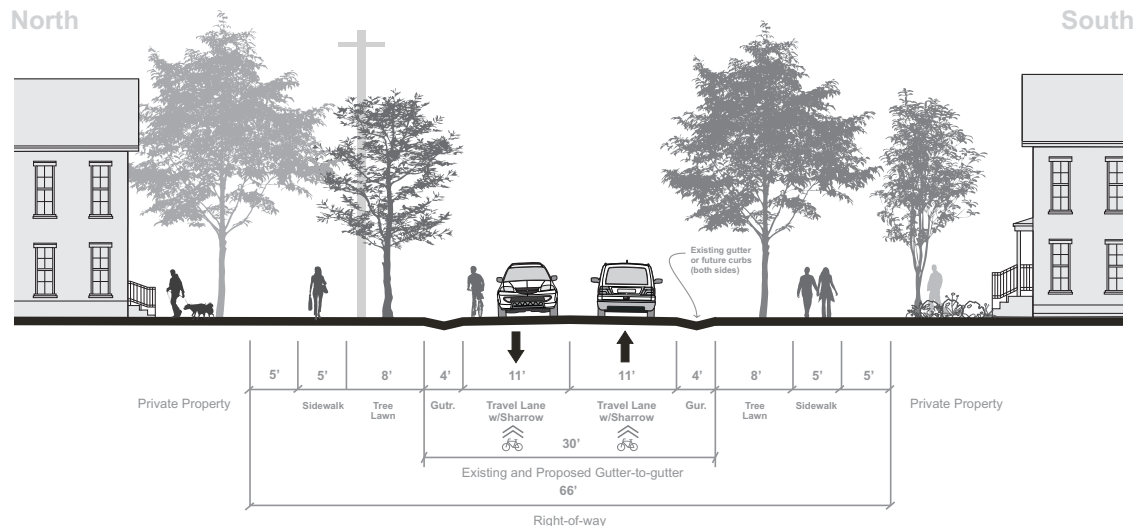 North
South
Existing gutter
or future curbs
(both sides)
5’ 5’ 8’ 4’ 11’ 11’ 4’ 8’ 5’ 5’
Private Property
Sidewalk
Tree
Lawn
Gutr.
Travel Lane
w/Sharrow
Travel Lane
w/Sharrow
Gur.
Tree
Lawn
Sidewalk
Private Property
30’
Existing and Proposed Gutter-to-gutter
66’
Right-of-way